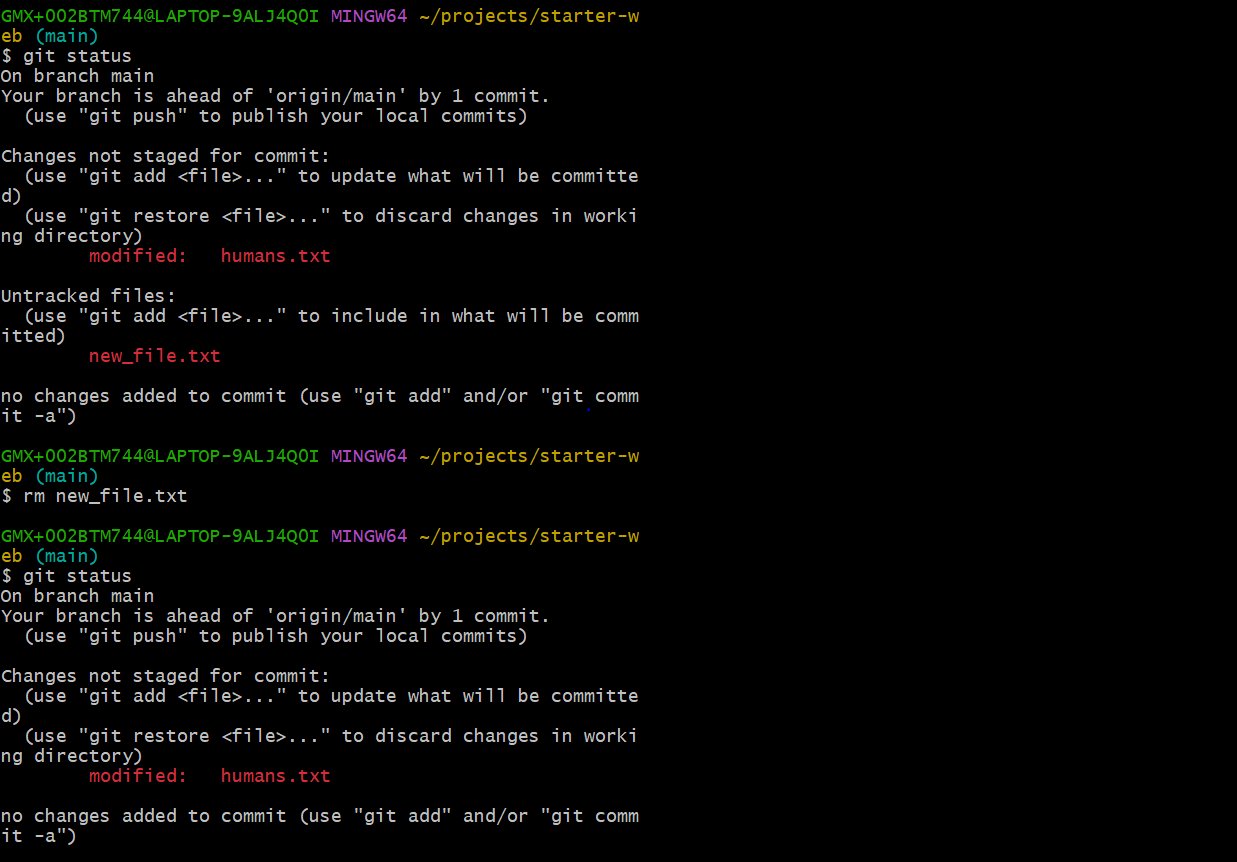 GMX+002BTM744@LAPTOP-9ALJ4Q0I MINGW64 ~/projects/starter-w
eb (main)
$ git status
On branch main
Your branch is ahead of 'origin/main' by 1 commit.
  (use "git push" to publish your local commits)

Changes not staged for commit:
  (use "git add <file>..." to update what will be committe
d)
  (use "git restore <file>..." to discard changes in worki
ng directory)
        modified:   humans.txt

Untracked files:
  (use "git add <file>..." to include in what will be comm
itted)
        new_file.txt

no changes added to commit (use "git add" and/or "git comm
it -a")

GMX+002BTM744@LAPTOP-9ALJ4Q0I MINGW64 ~/projects/starter-w
eb (main)
$ rm new_file.txt

GMX+002BTM744@LAPTOP-9ALJ4Q0I MINGW64 ~/projects/starter-w
eb (main)
$ git status
On branch main
Your branch is ahead of 'origin/main' by 1 commit.
  (use "git push" to publish your local commits)

Changes not staged for commit:
  (use "git add <file>..." to update what will be committe
d)
  (use "git restore <file>..." to discard changes in worki
ng directory)
        modified:   humans.txt

no changes added to commit (use "git add" and/or "git comm
it -a")